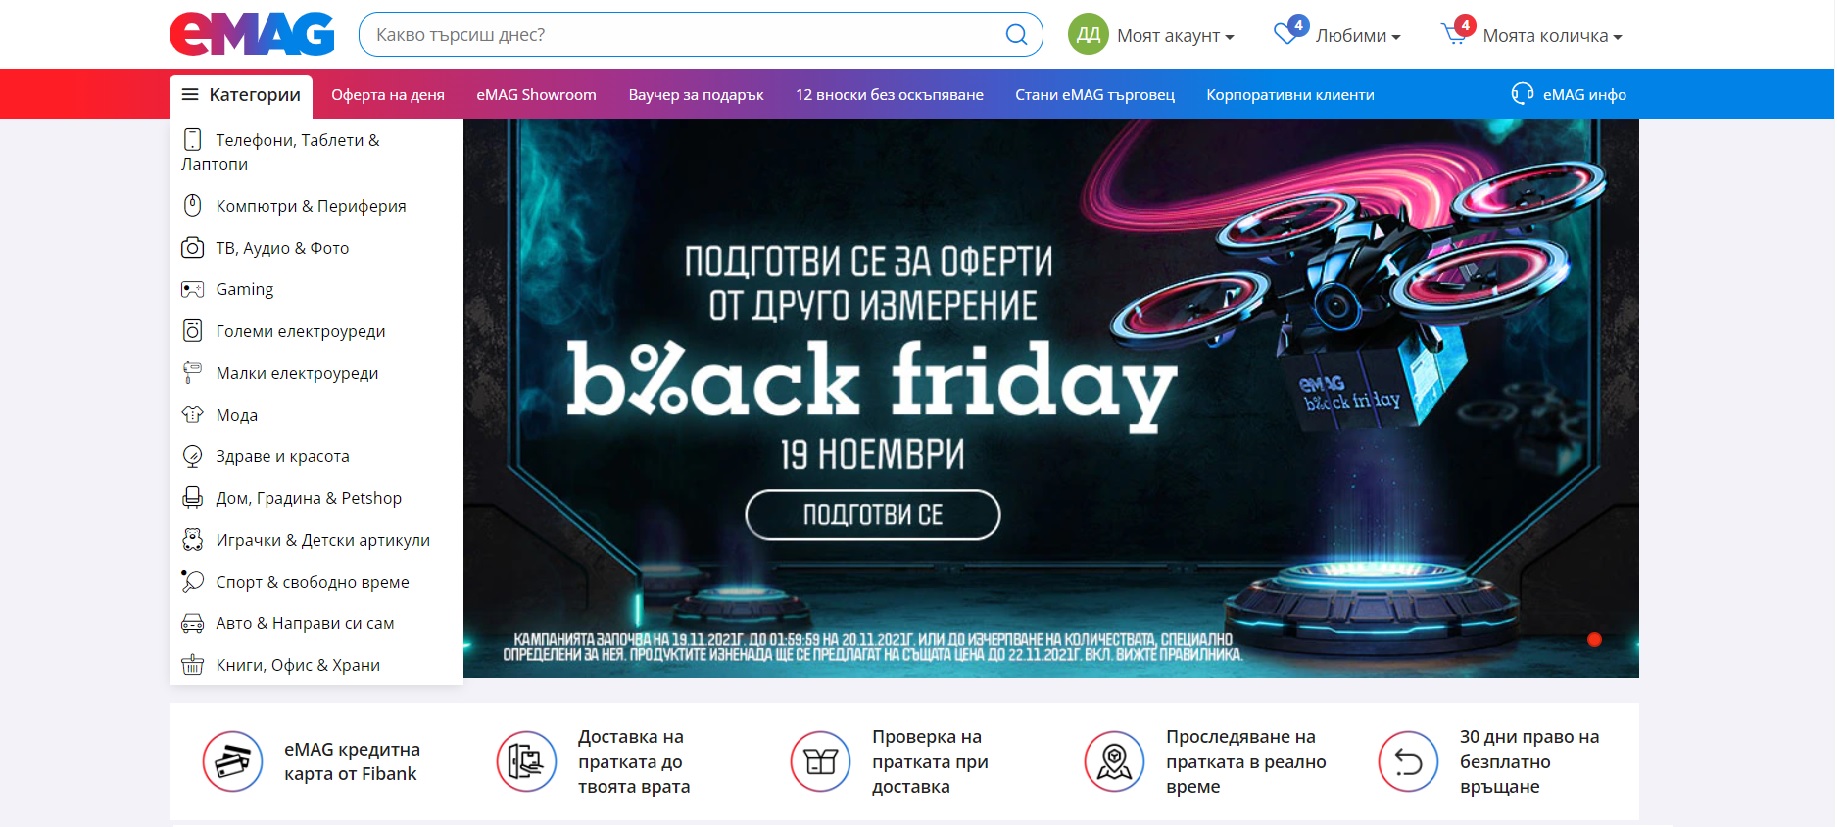 eMAG
Какво търсиш днес?
ДД
Моят акаунт
4
Любими
4
Моята количка
Категории
Оферта на деня
eMAG Showroom
Ваучер за подарък
12 вноски без оскъпяване
Стани eMAG търговец
Корпоративни клиенти
eMAG инфо
Телефони, Таблети &
Лаптопи
Компютри & Периферия
ТВ, Аудио & Фото
Gaming
Големи електроуреди
Малки електроуреди
Мода
Здраве и красота
Дом, Градина & Petshop
Играчки & Детски артикули
Спорт & свободно време
Авто & Направи си сам
Книги, Офис & Храни
ПОДГОТВИ СЕ ЗА ОФЕРТИ
ОТ ДРУГО ИЗМЕРЕНИЕ
b%ack friday
19 НОЕМВРИ
ПОДГОТВИ СЕ
eMAG
b%ack friday
КАМПАНИЯТА ЗАПОЧВА НА 19.11.2021Г. ДО 01:59:59 НА 20.11.2021Г. ИЛИ ДО ИЗЧЕРПВАНЕ НА КОЛИЧЕСТВАТА, СПЕЦИАЛНО
ОПРЕДЕЛЕНИ ЗА НЕЯ. ПРОДУКТИТЕ ИЗНЕНАДА ЩЕ СЕ ПРЕДЛАГАТ НА СЪЩАТА ЦЕНА ДО 22.11.2021Г. ВКЛ. ВИЖТЕ ПРАВИЛНИКА.
eMAG кредитна
карта от Fibank
Доставка на
пратката до
твоята врата
Проверка на
пратката при
доставка
Проследяване на
пратката в реално
време
30 дни право на
безплатно
връщане